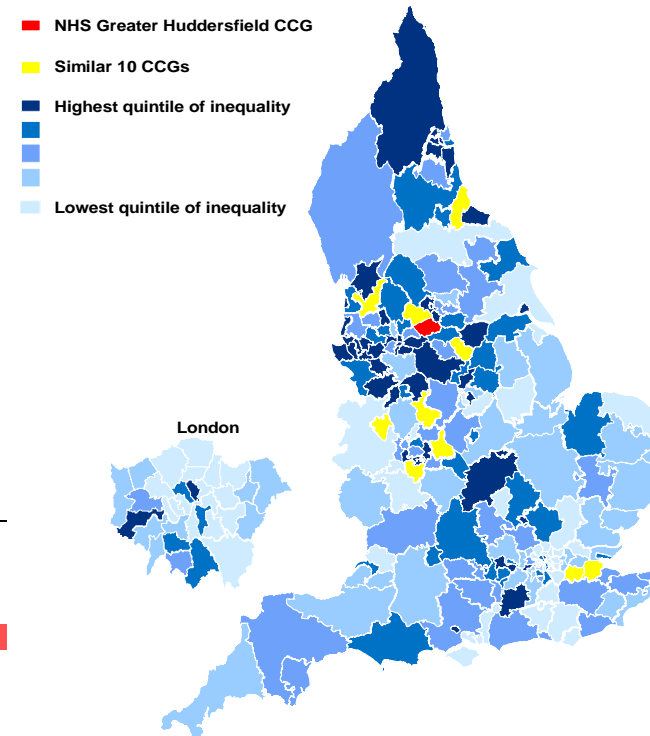 NHS Greater Huddersfield CCG
Similar 10 CCGs
Highest quintile of inequality
Lowest quintile of inequality
London